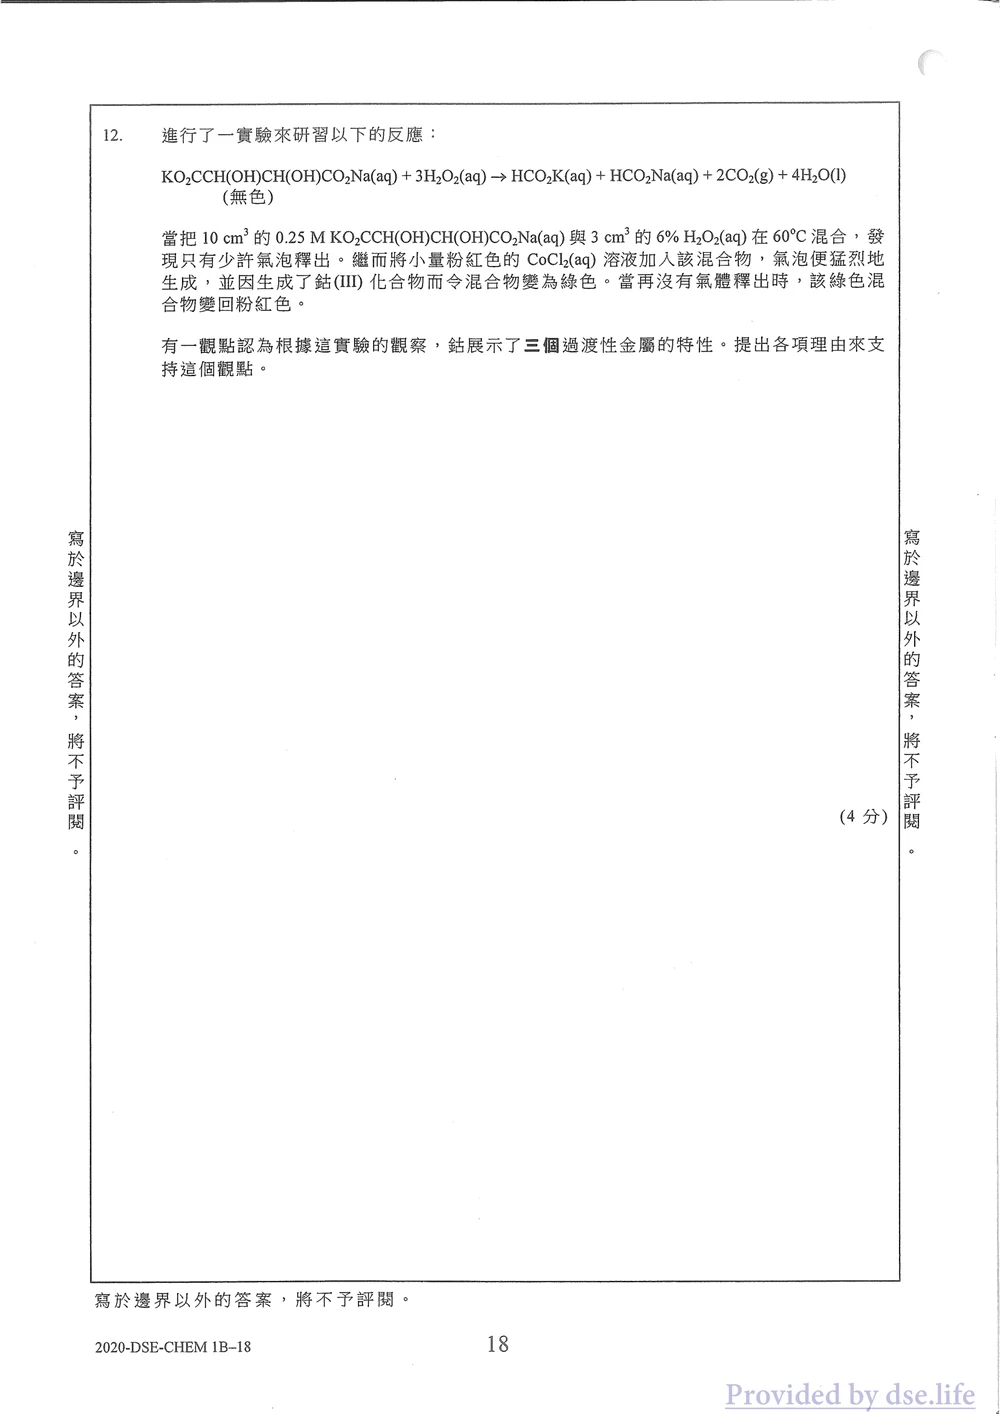 12. 進行了一實驗來研習以下的反應：
KO₂CCH(OH)CH(OH)CO₂Na(aq) + 3H₂O₂(aq) → HCO₂K(aq) + HCO₂Na(aq) + 2CO₂(g) + 4H₂O(l)
(無色)
當把 10 cm³ 的 0.25 M KO₂CCH(OH)CH(OH)CO₂Na(aq) 與 3 cm³ 的 6% H₂O₂(aq) 在 60°C 混合，發
現只有少許氣泡釋出。繼而將小量粉紅色的 CoCl₂(aq) 溶液加入該混合物，氣泡便猛烈地
生成，並因生成了鈷(III) 化合物而令混合物變為綠色。當再沒有氣體釋出時，該綠色混
合物變回粉紅色。
有一觀點認為根據這實驗的觀察，鈷展示了三個過渡性金屬的特性。提出各項理由來支
持這個觀點。
(4 分)
寫於邊界以外的答案，將不予評閱。
寫於邊界以外的答案，將不予評閱。
寫於邊界以外的答案，將不予評閱。
2020-DSE-CHEM 1B–18
18
Provided by dse.life